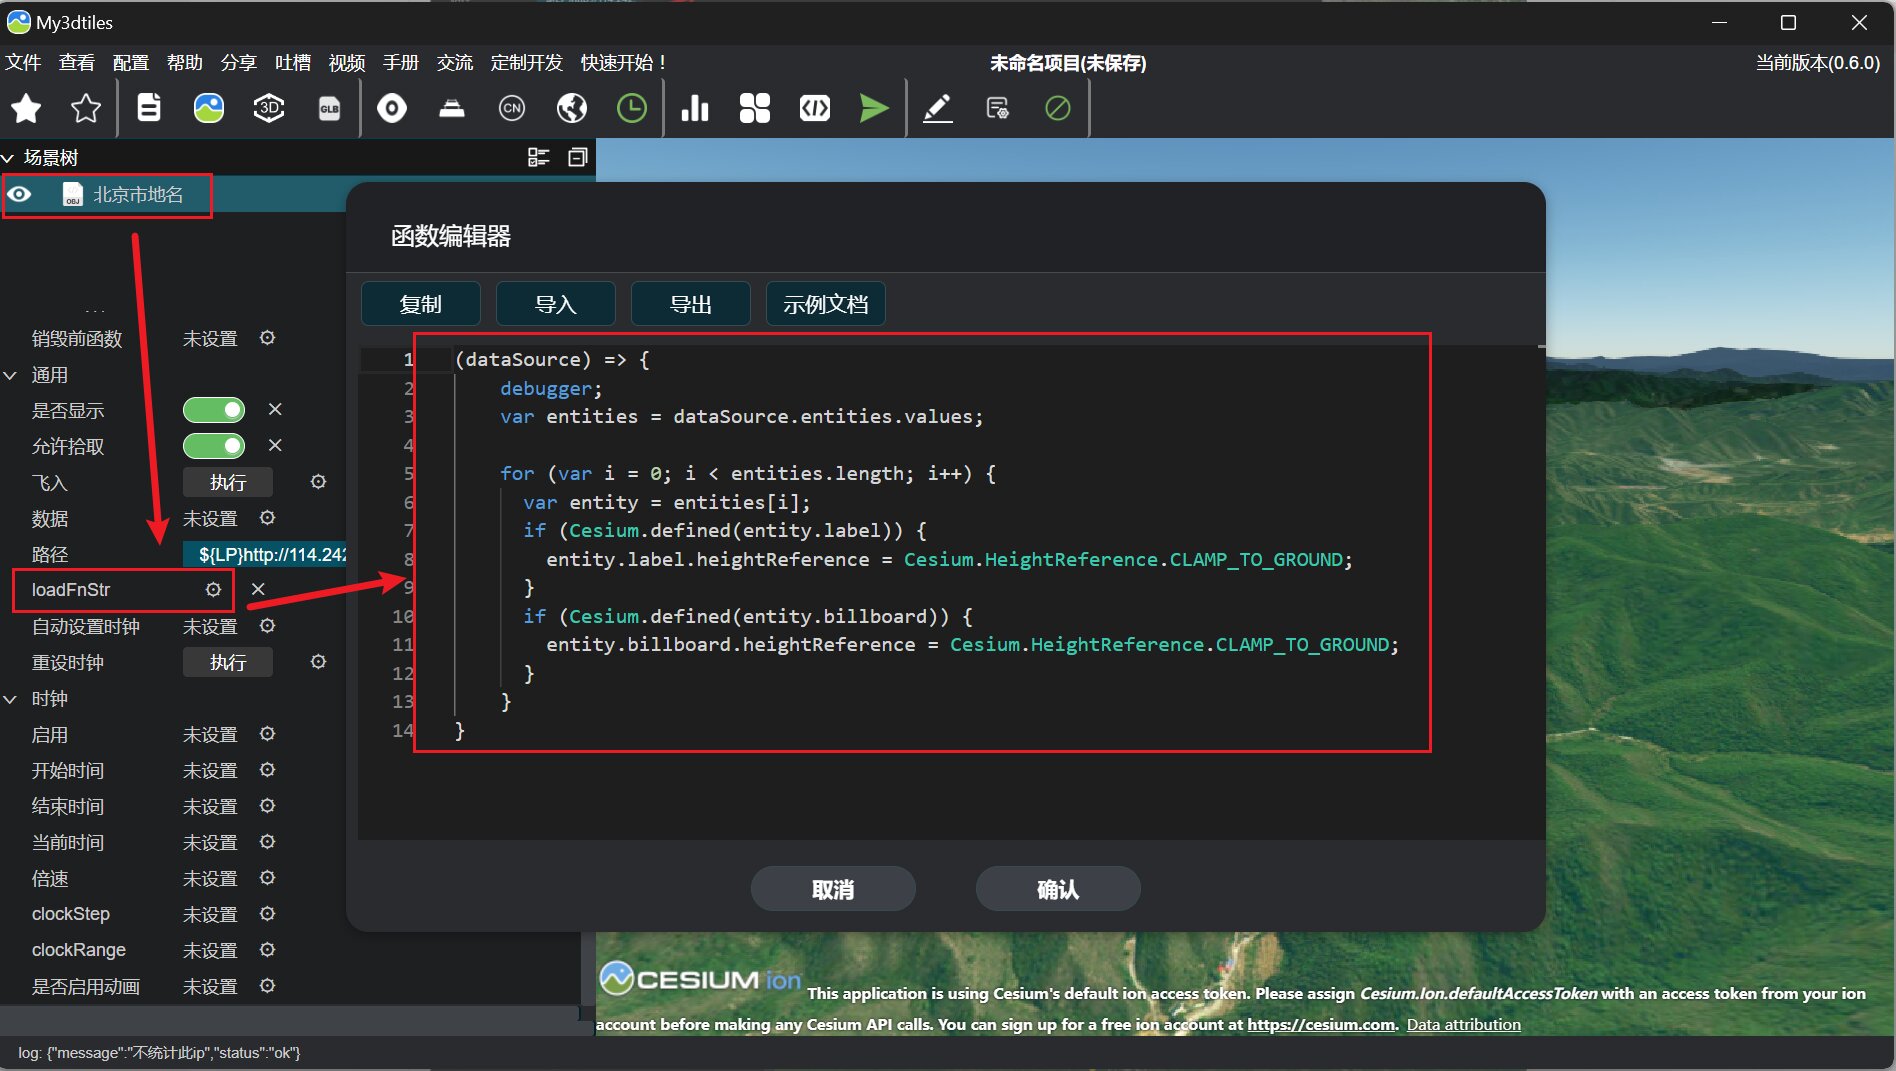 My3dtiles
文件 查看 配置 帮助 分享 吐槽 视频 手册 交流 定制开发 快速开始！ 未命名项目(未保存) 当前版本(0.6.0)
3D GLB CN
场景树
OBJ 北京市地名
函数编辑器
复制 导入 导出 示例文档
...
销毁前函数 未设置
通用
是否显示
允许拾取
飞入 执行
数据 未设置
路径 ${LP}http://114.242
loadFnStr
自动设置时钟 未设置
重设时钟 执行
时钟
启用 未设置
开始时间 未设置
结束时间 未设置
当前时间 未设置
倍速 未设置
clockStep 未设置
clockRange 未设置
是否启用动画 未设置
1 (dataSource) => {
2 debugger;
3 var entities = dataSource.entities.values;
4
5 for (var i = 0; i < entities.length; i++) {
6 var entity = entities[i];
7 if (Cesium.defined(entity.label)) {
8 entity.label.heightReference = Cesium.HeightReference.CLAMP_TO_GROUND;
9 }
10 if (Cesium.defined(entity.billboard)) {
11 entity.billboard.heightReference = Cesium.HeightReference.CLAMP_TO_GROUND;
12 }
13 }
14 }
取消 确认
CESIUM ion This application is using Cesium's default ion access token. Please assign Cesium.Ion.defaultAccessToken with an access token from your ion
account before making any Cesium API calls. You can sign up for a free ion account at https://cesium.com. Data attribution
log: {"message":"不统计此ip","status":"ok"}